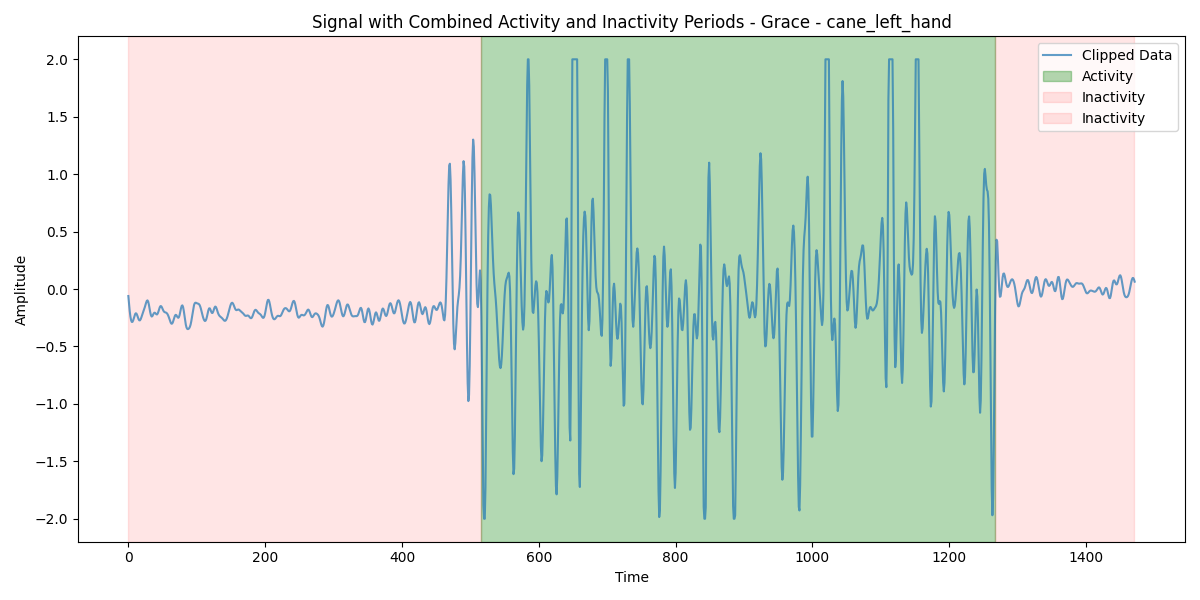 Signal with Combined Activity and Inactivity Periods - Grace - cane_left_hand
Clipped Data
Activity
Inactivity
Inactivity
Amplitude
2.0
1.5
1.0
0.5
0.0
−0.5
−1.0
−1.5
−2.0
0 200 400 600 800 1000 1200 1400
Time